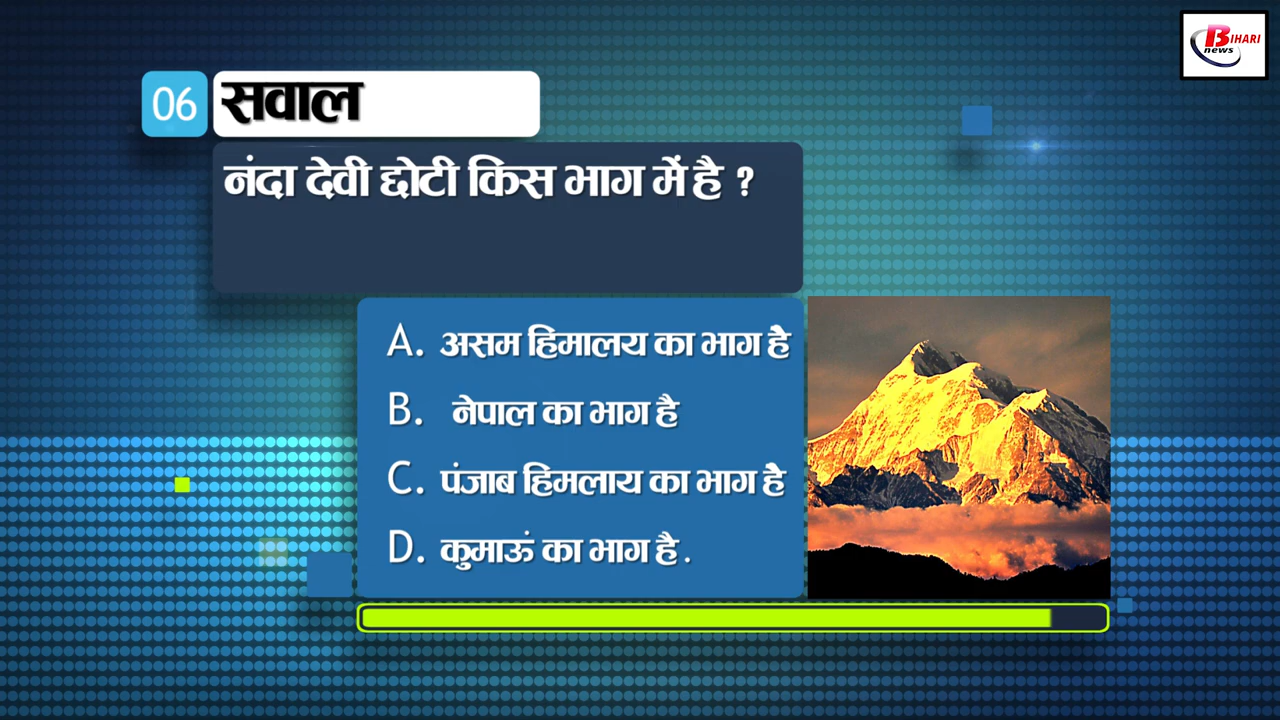 BIHARI
news
06 सवाल
नंदा देवी छोटी किस भाग में है ?
A. असम हिमालय का भाग है
B. नेपाल का भाग है
C. पंजाब हिमलाय का भाग है
D. कुमाऊं का भाग है.